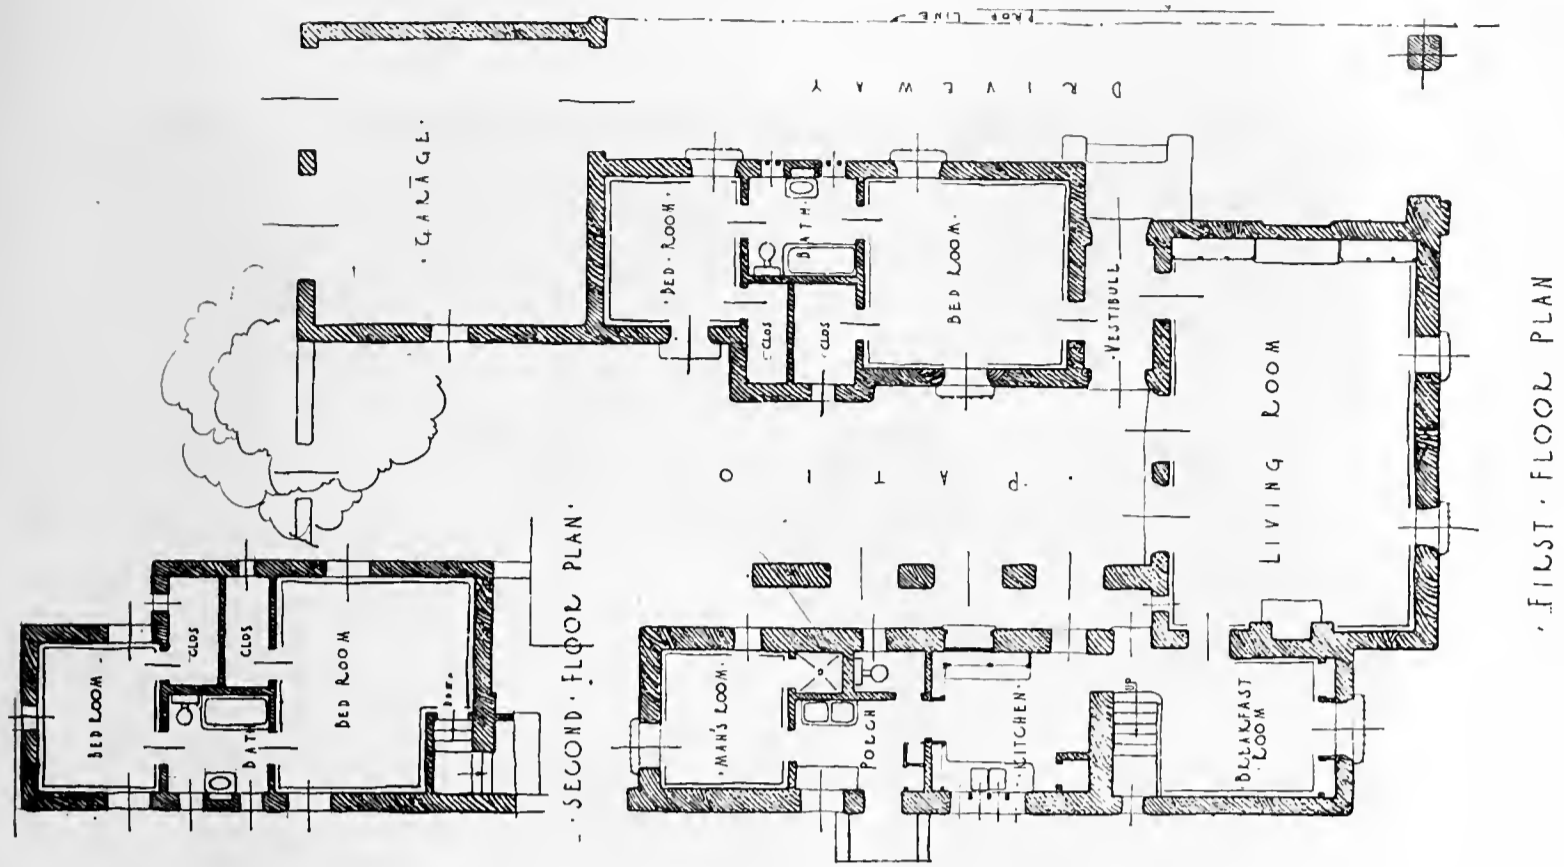 PROP LINE
DRIVEWAY
·GARAGE·
·BED·ROOM·
BATH
BED ROOM·
CLOS
CLOS
·VESTIBULE
LIVING ROOM
·PATIO
BED ROOM
CLOS
CLOS
BED ROOM
BATH
·SECOND·FLOOR PLAN·
·MAN'S ROOM·
PORCH
·KITCHEN·
UP
·BREAKFAST
ROOM
·FIRST·FLOOR PLAN